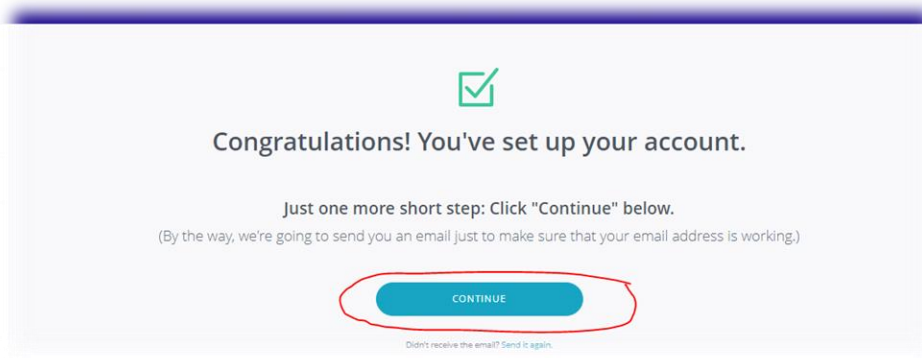 Congratulations! You've set up your account.
Just one more short step: Click "Continue" below.
(By the way, we're going to send you an email just to make sure that your email address is working.)
CONTINUE
Didn't receive the email? Send it again.